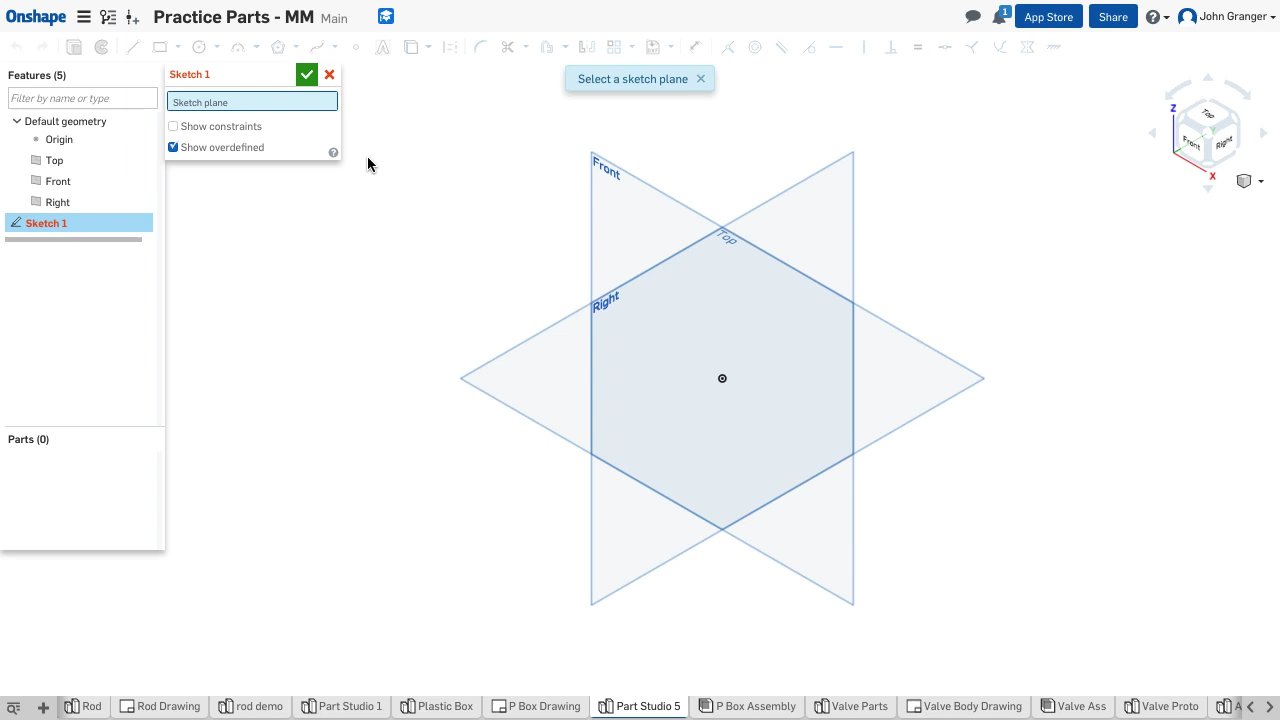 Onshape Practice Parts - MM Main 1 App Store Share John Granger
Features (5)
Filter by name or type
Default geometry
Origin
Top
Front
Right
Sketch 1
Parts (0)
Sketch 1
Sketch plane
Show constraints
Show overdefined
Select a sketch plane
Front
Top
Right
Z
Top
Front
Right
X
Rod Rod Drawing rod demo Part Studio 1 Plastic Box P Box Drawing Part Studio 5 P Box Assembly Valve Parts Valve Body Drawing Valve Ass Valve Proto